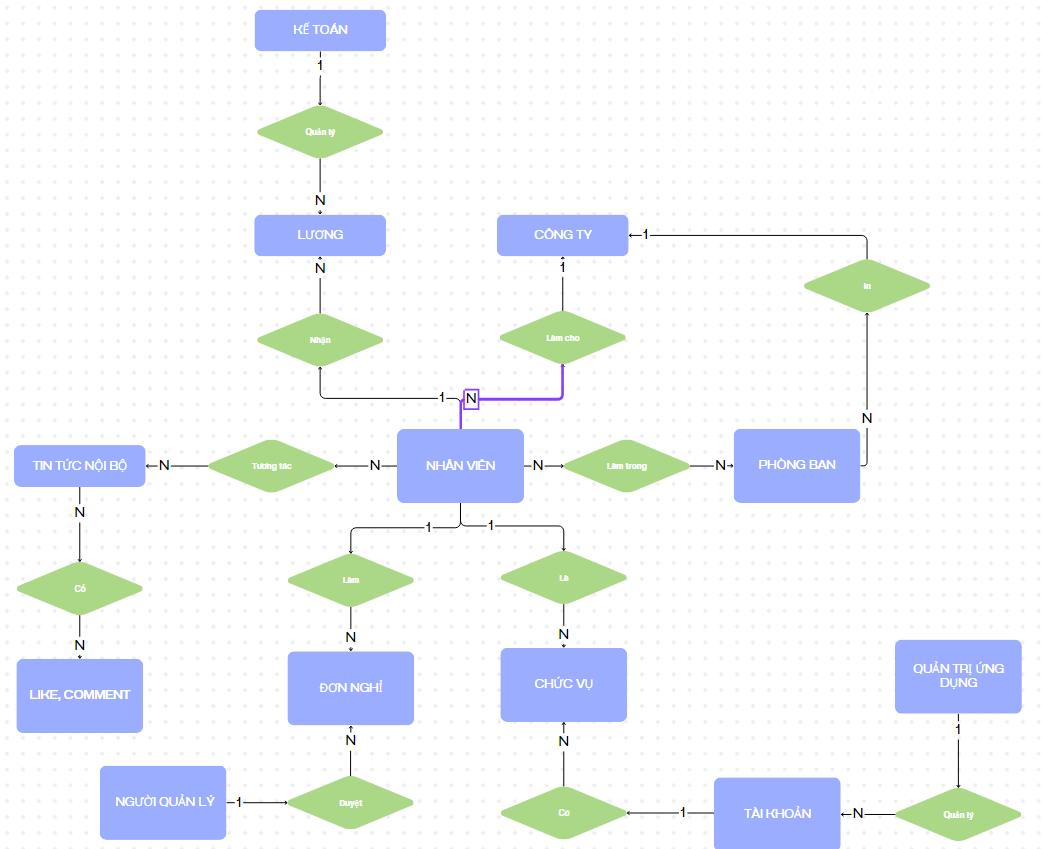 KẾ TOÁN
1
Quản lý
N
LƯƠNG
CÔNG TY
1
N
1
In
Nhận
Làm cho
1
N
N
TIN TỨC NỘI BỘ
N
Tương tác
N
NHÂN VIÊN
N
Làm trong
N
PHÒNG BAN
N
1
1
Có
Làm
Là
N
N
N
LIKE, COMMENT
ĐƠN NGHỈ
CHỨC VỤ
QUẢN TRỊ ỨNG
DỤNG
N
N
1
NGƯỜI QUẢN LÝ
1
Duyệt
Có
1
TÀI KHOẢN
N
Quản lý